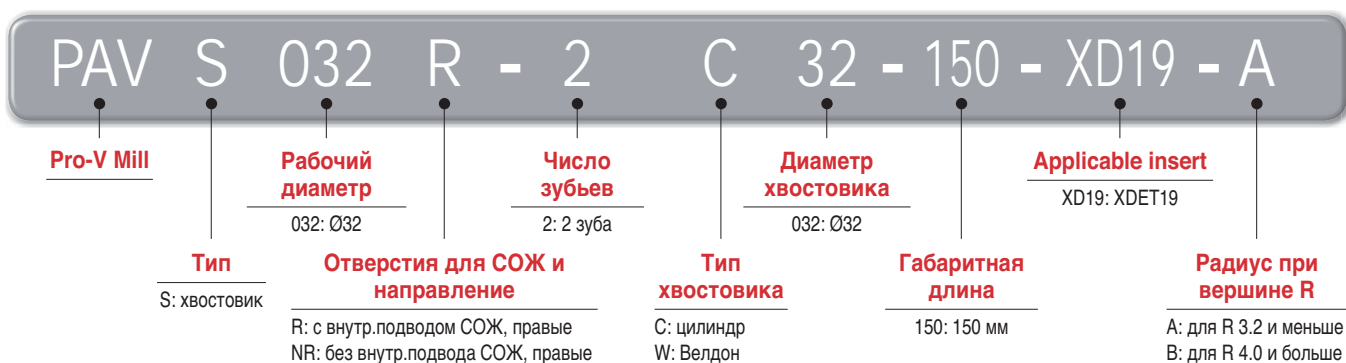 PAV S 032 R - 2 C 32 - 150 - XD19 - A
Pro-V Mill
Рабочий
диаметр
032: Ø32
Число
зубьев
2: 2 зуба
Диаметр
хвостовика
032: Ø32
Applicable insert
XD19: XDET19
Тип
S: хвостовик
Отверстия для СОЖ и
направление
R: с внутр.подводом СОЖ, правые
NR: без внутр.подвода СОЖ, правые
Тип
хвостовика
C: цилиндр
W: Велдон
Габаритная
длина
150: 150 мм
Радиус при
вершине R
A: для R 3.2 и меньше
B: для R 4.0 и больше